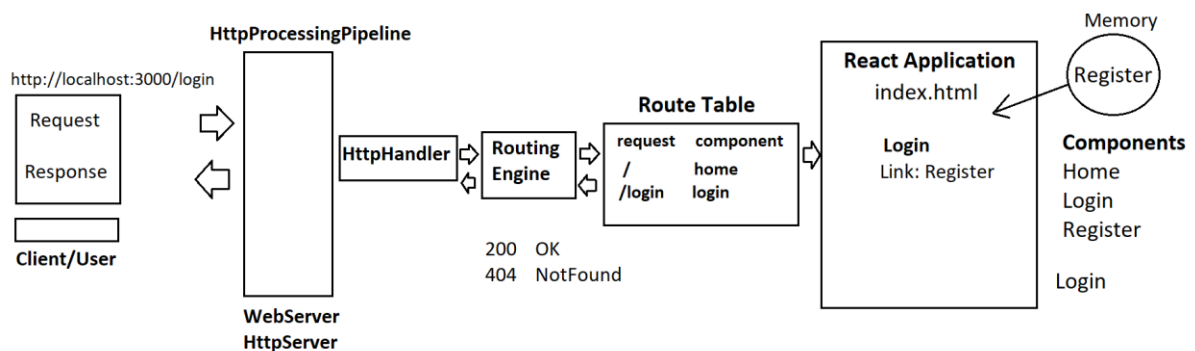 HttpProcessingPipeline
http://localhost:3000/login
Request
Response
Client/User
WebServer
HttpServer
HttpHandler
Routing
Engine
200 OK
404 NotFound
Route Table
request component
/ home
/login login
React Application
index.html
Login
Link: Register
Memory
Register
Components
Home
Login
Register
Login